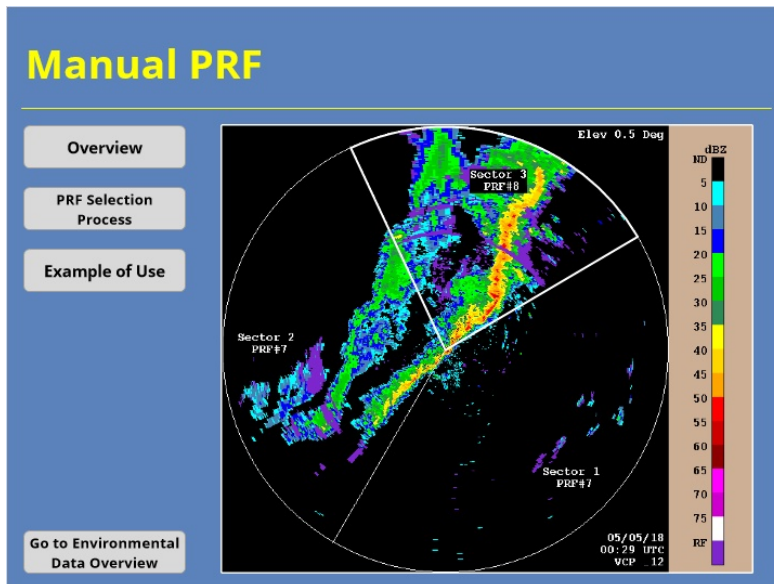 Manual PRF
Overview
PRF Selection
Process
Example of Use
Go to Environmental
Data Overview
Elev 0.5 Deg
Sector 3
PRF#8
Sector 2
PRF#7
Sector 1
PRF#7
05/05/18
00:29 UTC
VCP 12
dBZ
ND
5
10
15
20
25
30
35
40
45
50
55
60
65
70
75
RF